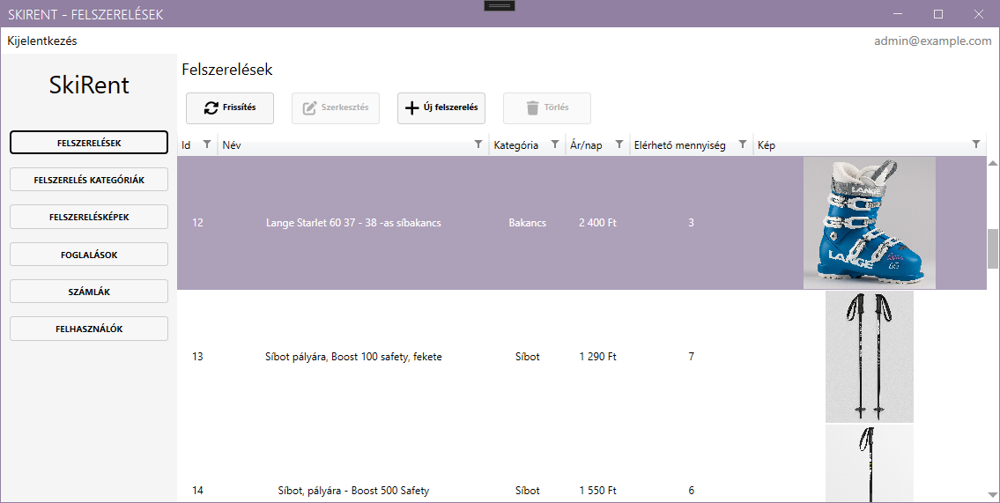 SKIRENT - FELSZERELÉSEK
Kijelentkezés
admin@example.com
SkiRent
FELSZERELÉSEK
FELSZERELÉS KATEGÓRIÁK
FELSZERELÉSKÉPEK
FOGLALÁSOK
SZÁMLÁK
FELHASZNÁLÓK
Felszerelések
Frissítés Szerkesztés Új felszerelés Törlés
Id Név Kategória Ár/nap Elérhető mennyiség Kép
12 Lange Starlet 60 37 - 38 -as síbakancs Bakancs 2 400 Ft 3
LANGE
LANGE
60
13 Síbot pályára, Boost 100 safety, fekete Síbot 1 290 Ft 7
14 Síbot, pályára - Boost 500 Safety Síbot 1 550 Ft 6